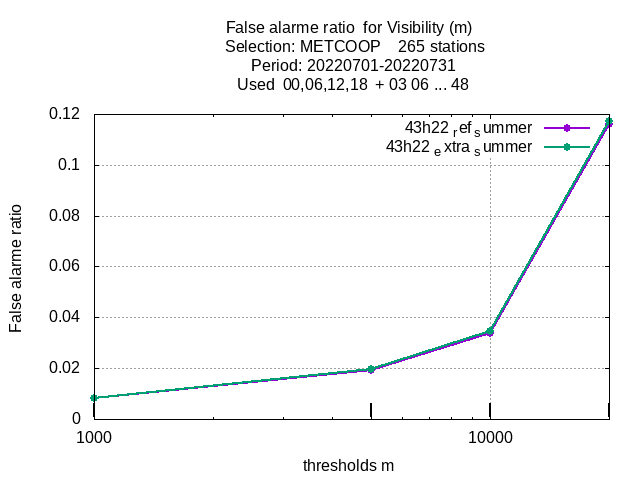 False alarme ratio for Visibility (m)
Selection: METCOOP 265 stations
Period: 20220701-20220731
Used 00,06,12,18 + 03 06 ... 48
0.12
0.1
0.08
0.06
0.04
0.02
0
43h22 ref summer
43h22 extra summer
False alarme ratio
1000
10000
thresholds m